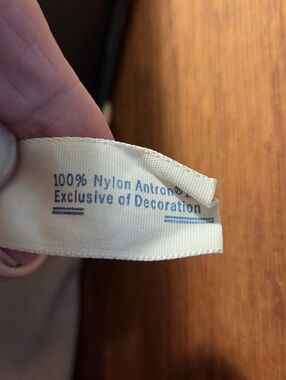 100% Nylon Antron®
Exclusive of Decoration